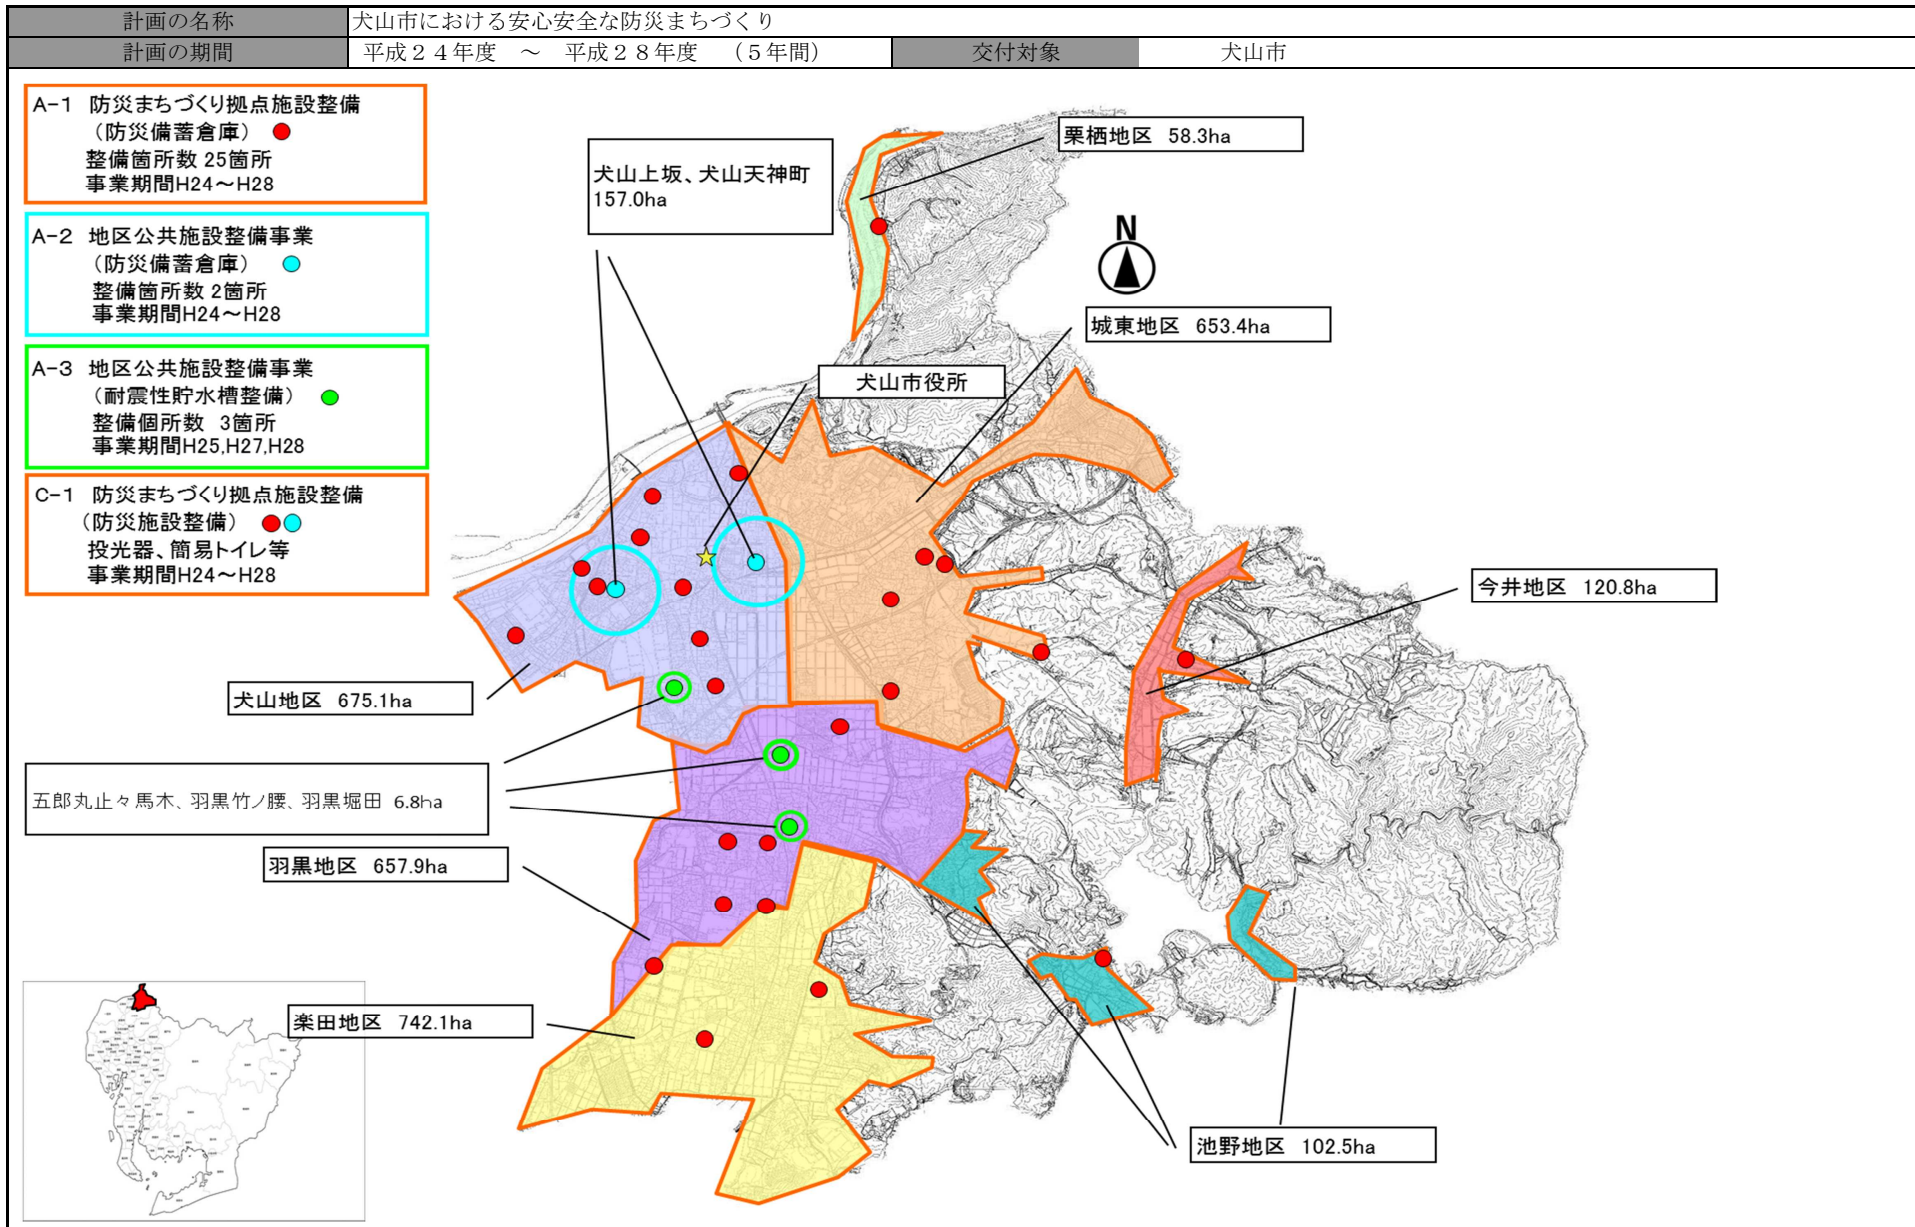 計画の名称 犬山市における安心安全な防災まちづくり
計画の期間 平成24年度 ～ 平成28年度 （5年間） 交付対象 犬山市
A-1 防災まちづくり拠点施設整備
（防災備蓄倉庫）
整備箇所数 25箇所
事業期間H24～H28
A-2 地区公共施設整備事業
（防災備蓄倉庫）
整備箇所数 2箇所
事業期間H24～H28
A-3 地区公共施設整備事業
（耐震性貯水槽整備）
整備個所数 3箇所
事業期間H25,H27,H28
C-1 防災まちづくり拠点施設整備
（防災施設整備）
投光器、簡易トイレ等
事業期間H24～H28
犬山上坂、犬山天神町
157.0ha
栗栖地区 58.3ha
N
城東地区 653.4ha
犬山市役所
今井地区 120.8ha
犬山地区 675.1ha
五郎丸止々馬木、羽黒竹ノ腰、羽黒堀田 6.8ha
羽黒地区 657.9ha
楽田地区 742.1ha
池野地区 102.5ha